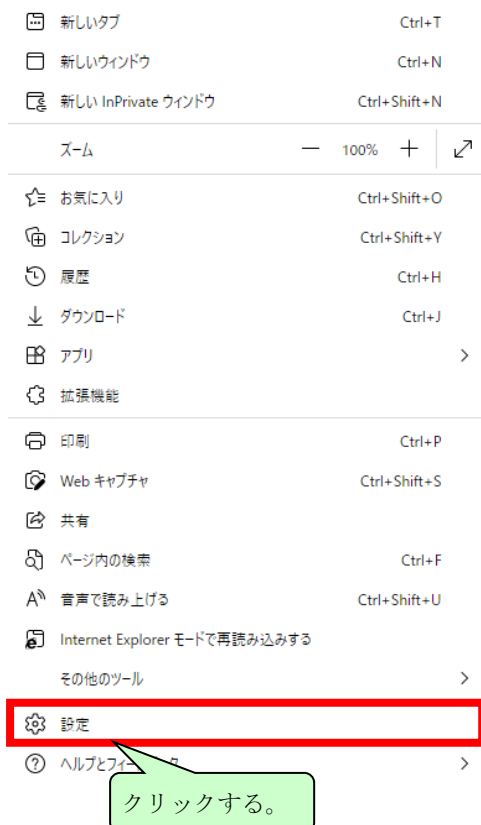 新しいタブ Ctrl+T
新しいウィンドウ Ctrl+N
新しい InPrivate ウィンドウ Ctrl+Shift+N
ズーム — 100% +
お気に入り Ctrl+Shift+O
コレクション Ctrl+Shift+Y
履歴 Ctrl+H
ダウンロード Ctrl+J
アプリ >
拡張機能
印刷 Ctrl+P
Web キャプチャ Ctrl+Shift+S
共有
ページ内の検索 Ctrl+F
音声で読み上げる Ctrl+Shift+U
Internet Explorer モードで再読み込みする
その他のツール >
設定
ヘルプとフィー >
クリックする。